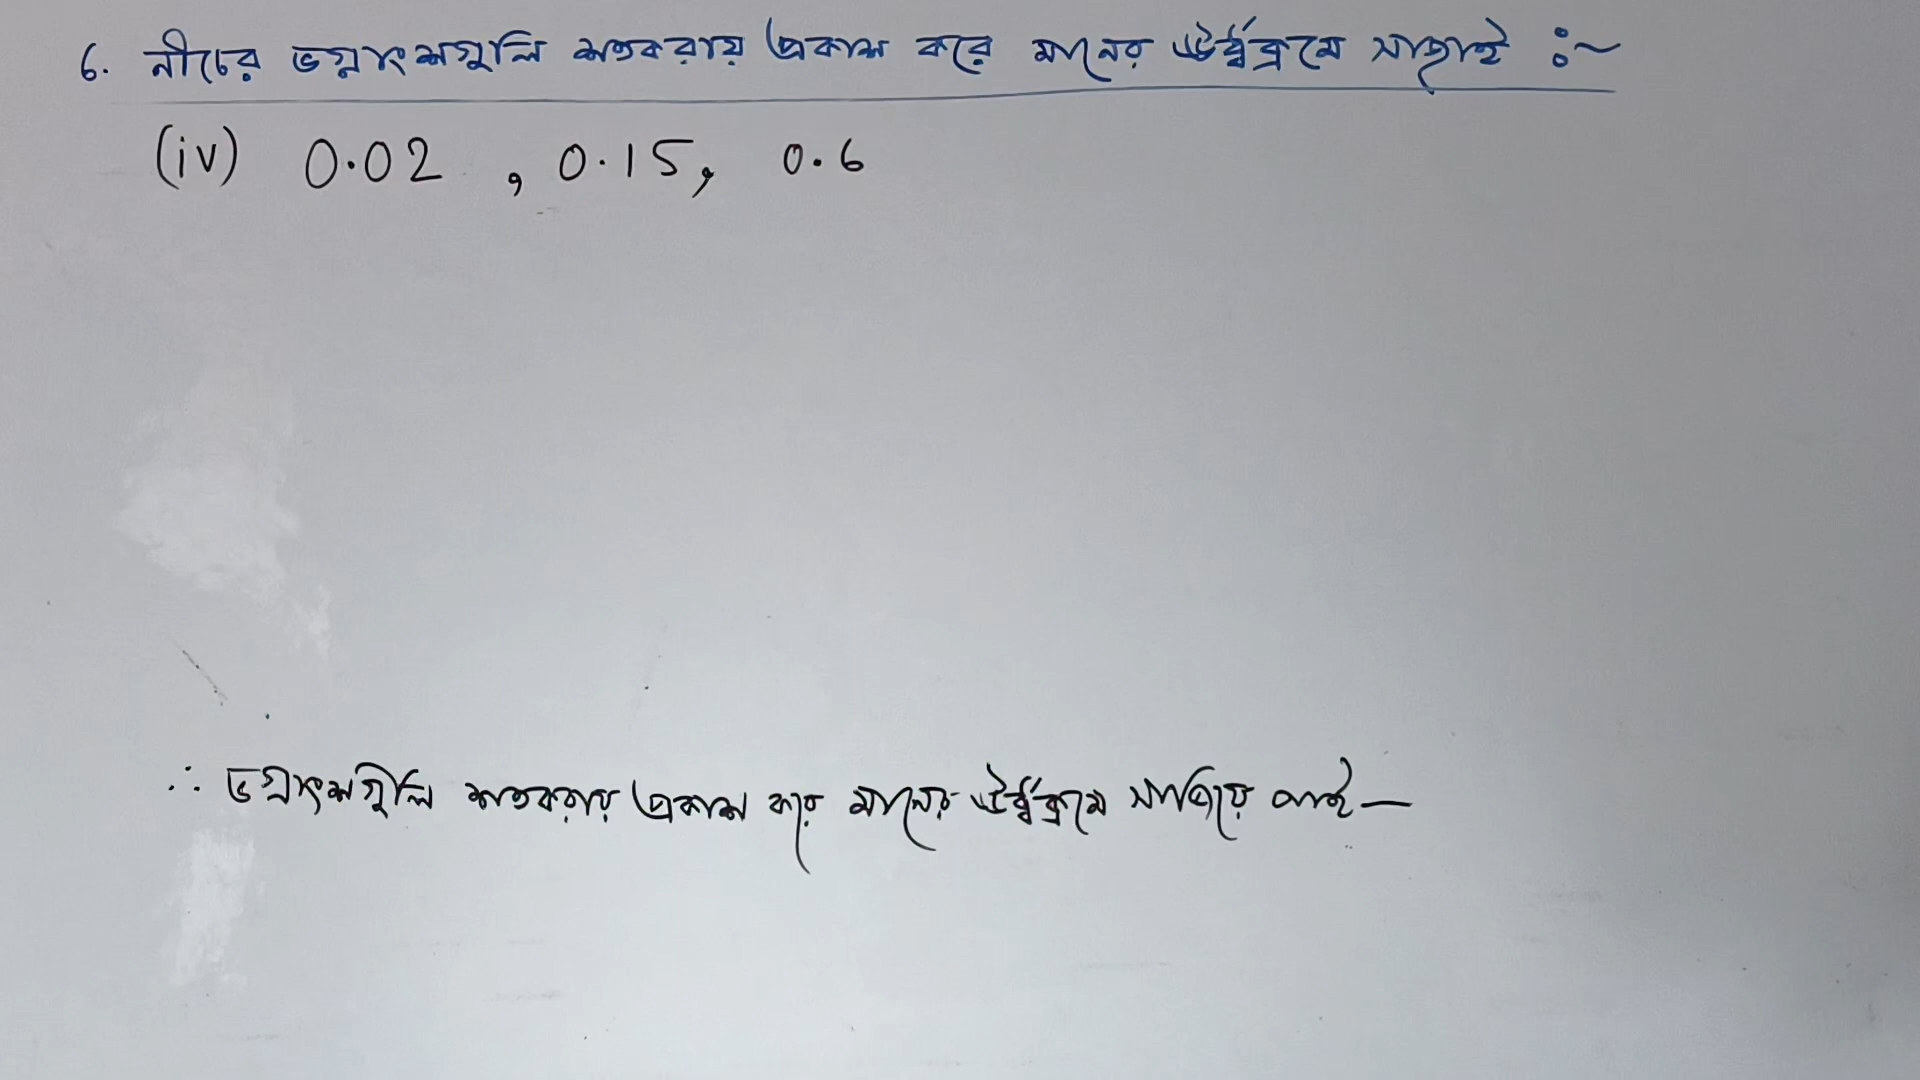 6. নীচের ভগ্নাংশগুলি শতকরায় প্রকাশ করে মানের ঊর্ধ্বক্রমে সাজাই :~
(iv) 0.02 , 0.15, 0.6
∴ ভগ্নাংশগুলি শতকরায় প্রকাশ করে মানের ঊর্ধ্বক্রমে সাজিয়ে পাই —